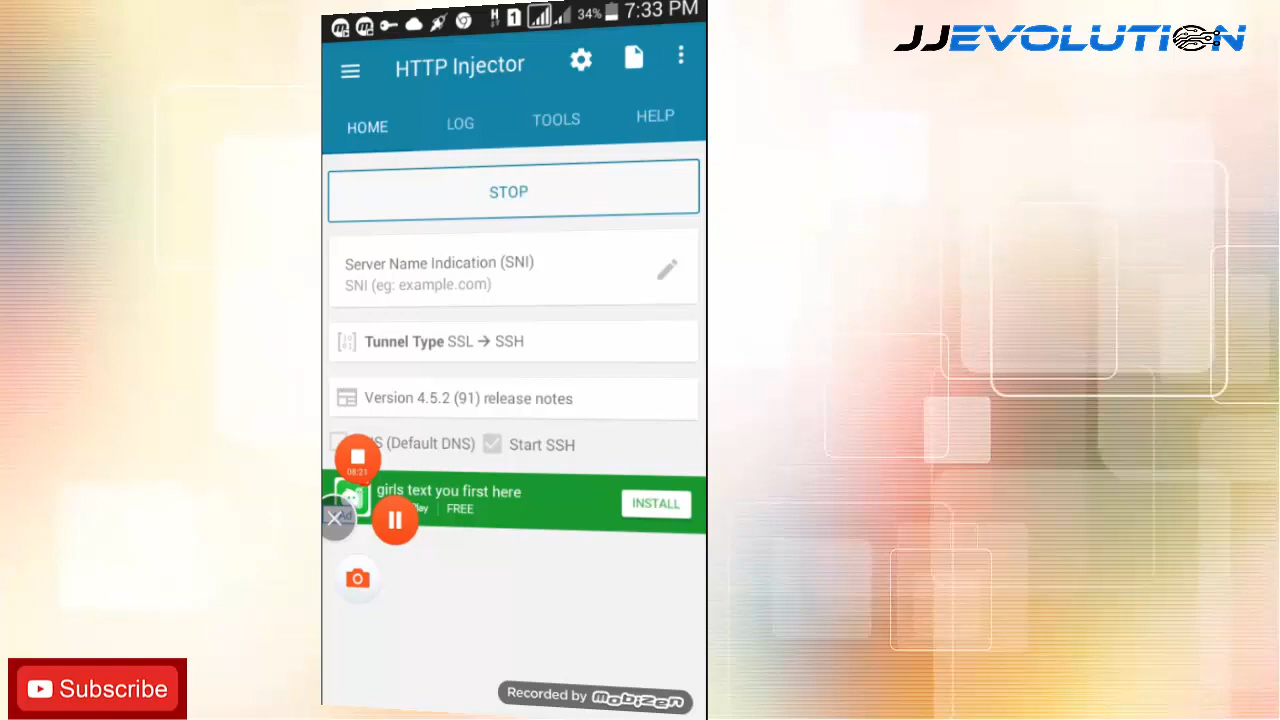 34% 7:33 PM
JJEVOLUTION
HTTP Injector
HOME LOG TOOLS HELP
STOP
Server Name Indication (SNI)
SNI (eg: example.com)
Tunnel Type SSL → SSH
Version 4.5.2 (91) release notes
(Default DNS) Start SSH
08:21
girls text you first here
FREE
INSTALL
Ad
Subscribe
Recorded by mobizen